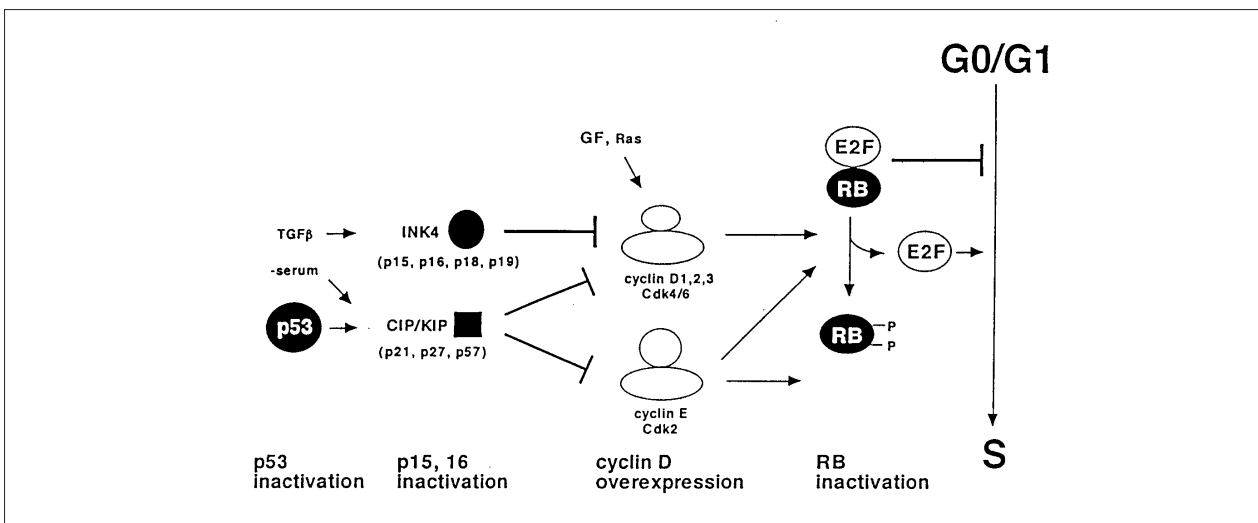 G0/G1
GF, Ras
E2F
RB
TGFβ
INK4
(p15, p16, p18, p19)
-serum
cyclin D1,2,3
Cdk4/6
E2F
p53
CIP/KIP
(p21, p27, p57)
RB
P
P
cyclin E
Cdk2
S
p53
inactivation
p15, 16
inactivation
cyclin D
overexpression
RB
inactivation